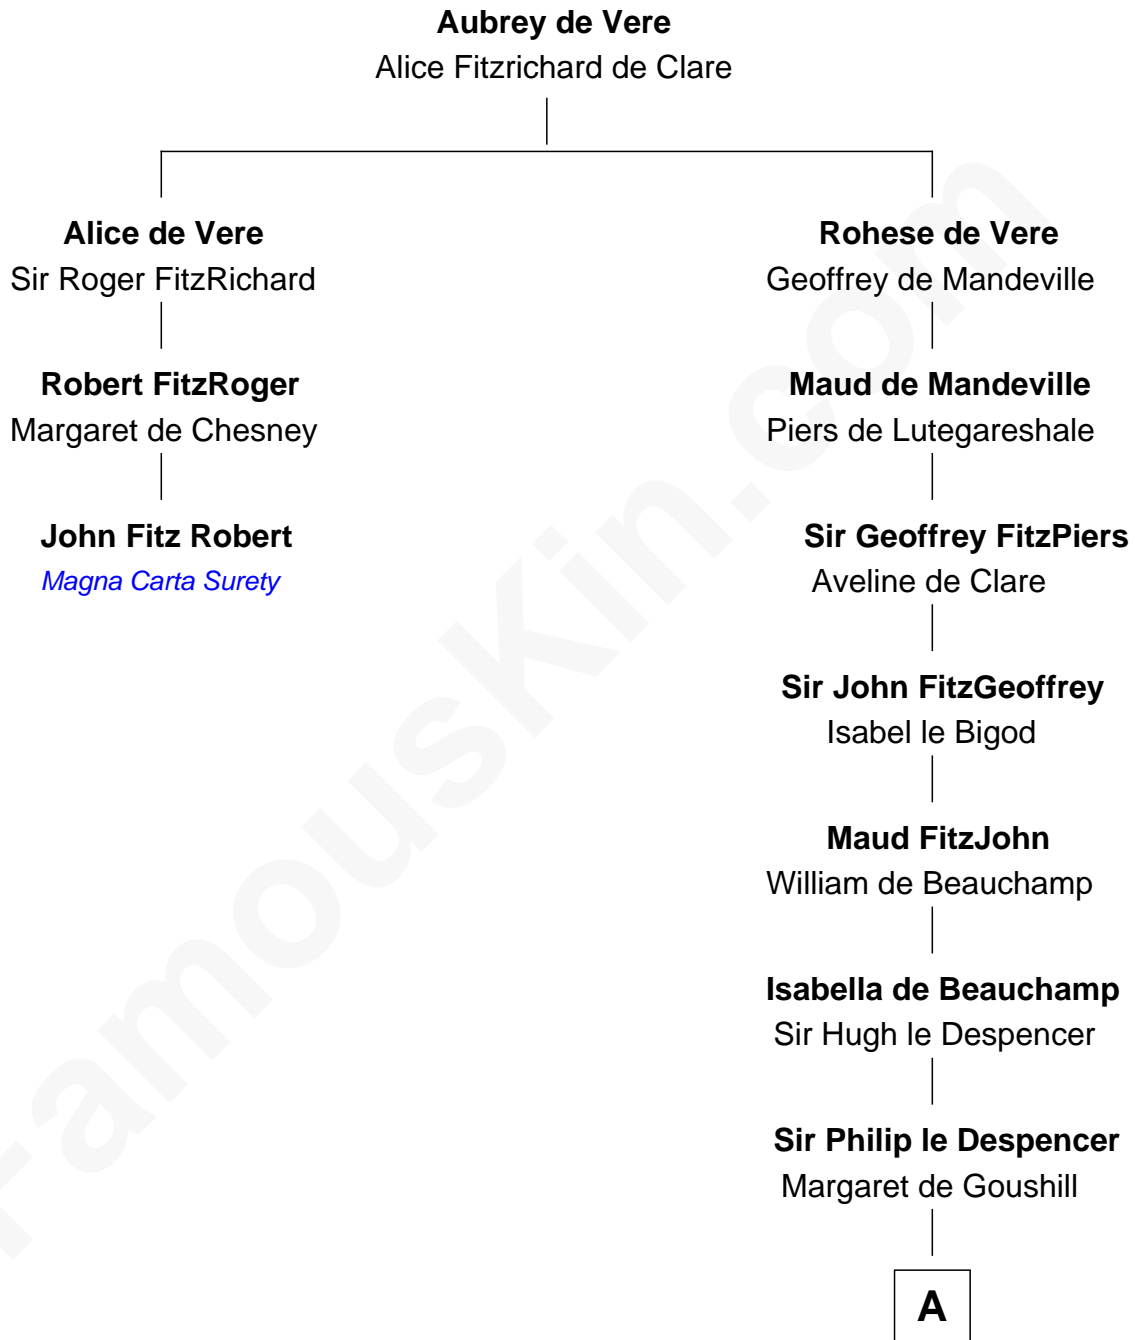 Aubrey de Vere
Alice Fitzrichard de Clare
Alice de Vere
Sir Roger FitzRichard
Rohese de Vere
Geoffrey de Mandeville
Robert FitzRoger
Margaret de Chesney
Maud de Mandeville
Piers de Lutegareshale
John Fitz Robert
Magna Carta Surety
Sir Geoffrey FitzPiers
Aveline de Clare
Sir John FitzGeoffrey
Isabel le Bigod
Maud FitzJohn
William de Beauchamp
Isabella de Beauchamp
Sir Hugh le Despencer
Sir Philip le Despencer
Margaret de Goushill
A
FamousKin.com